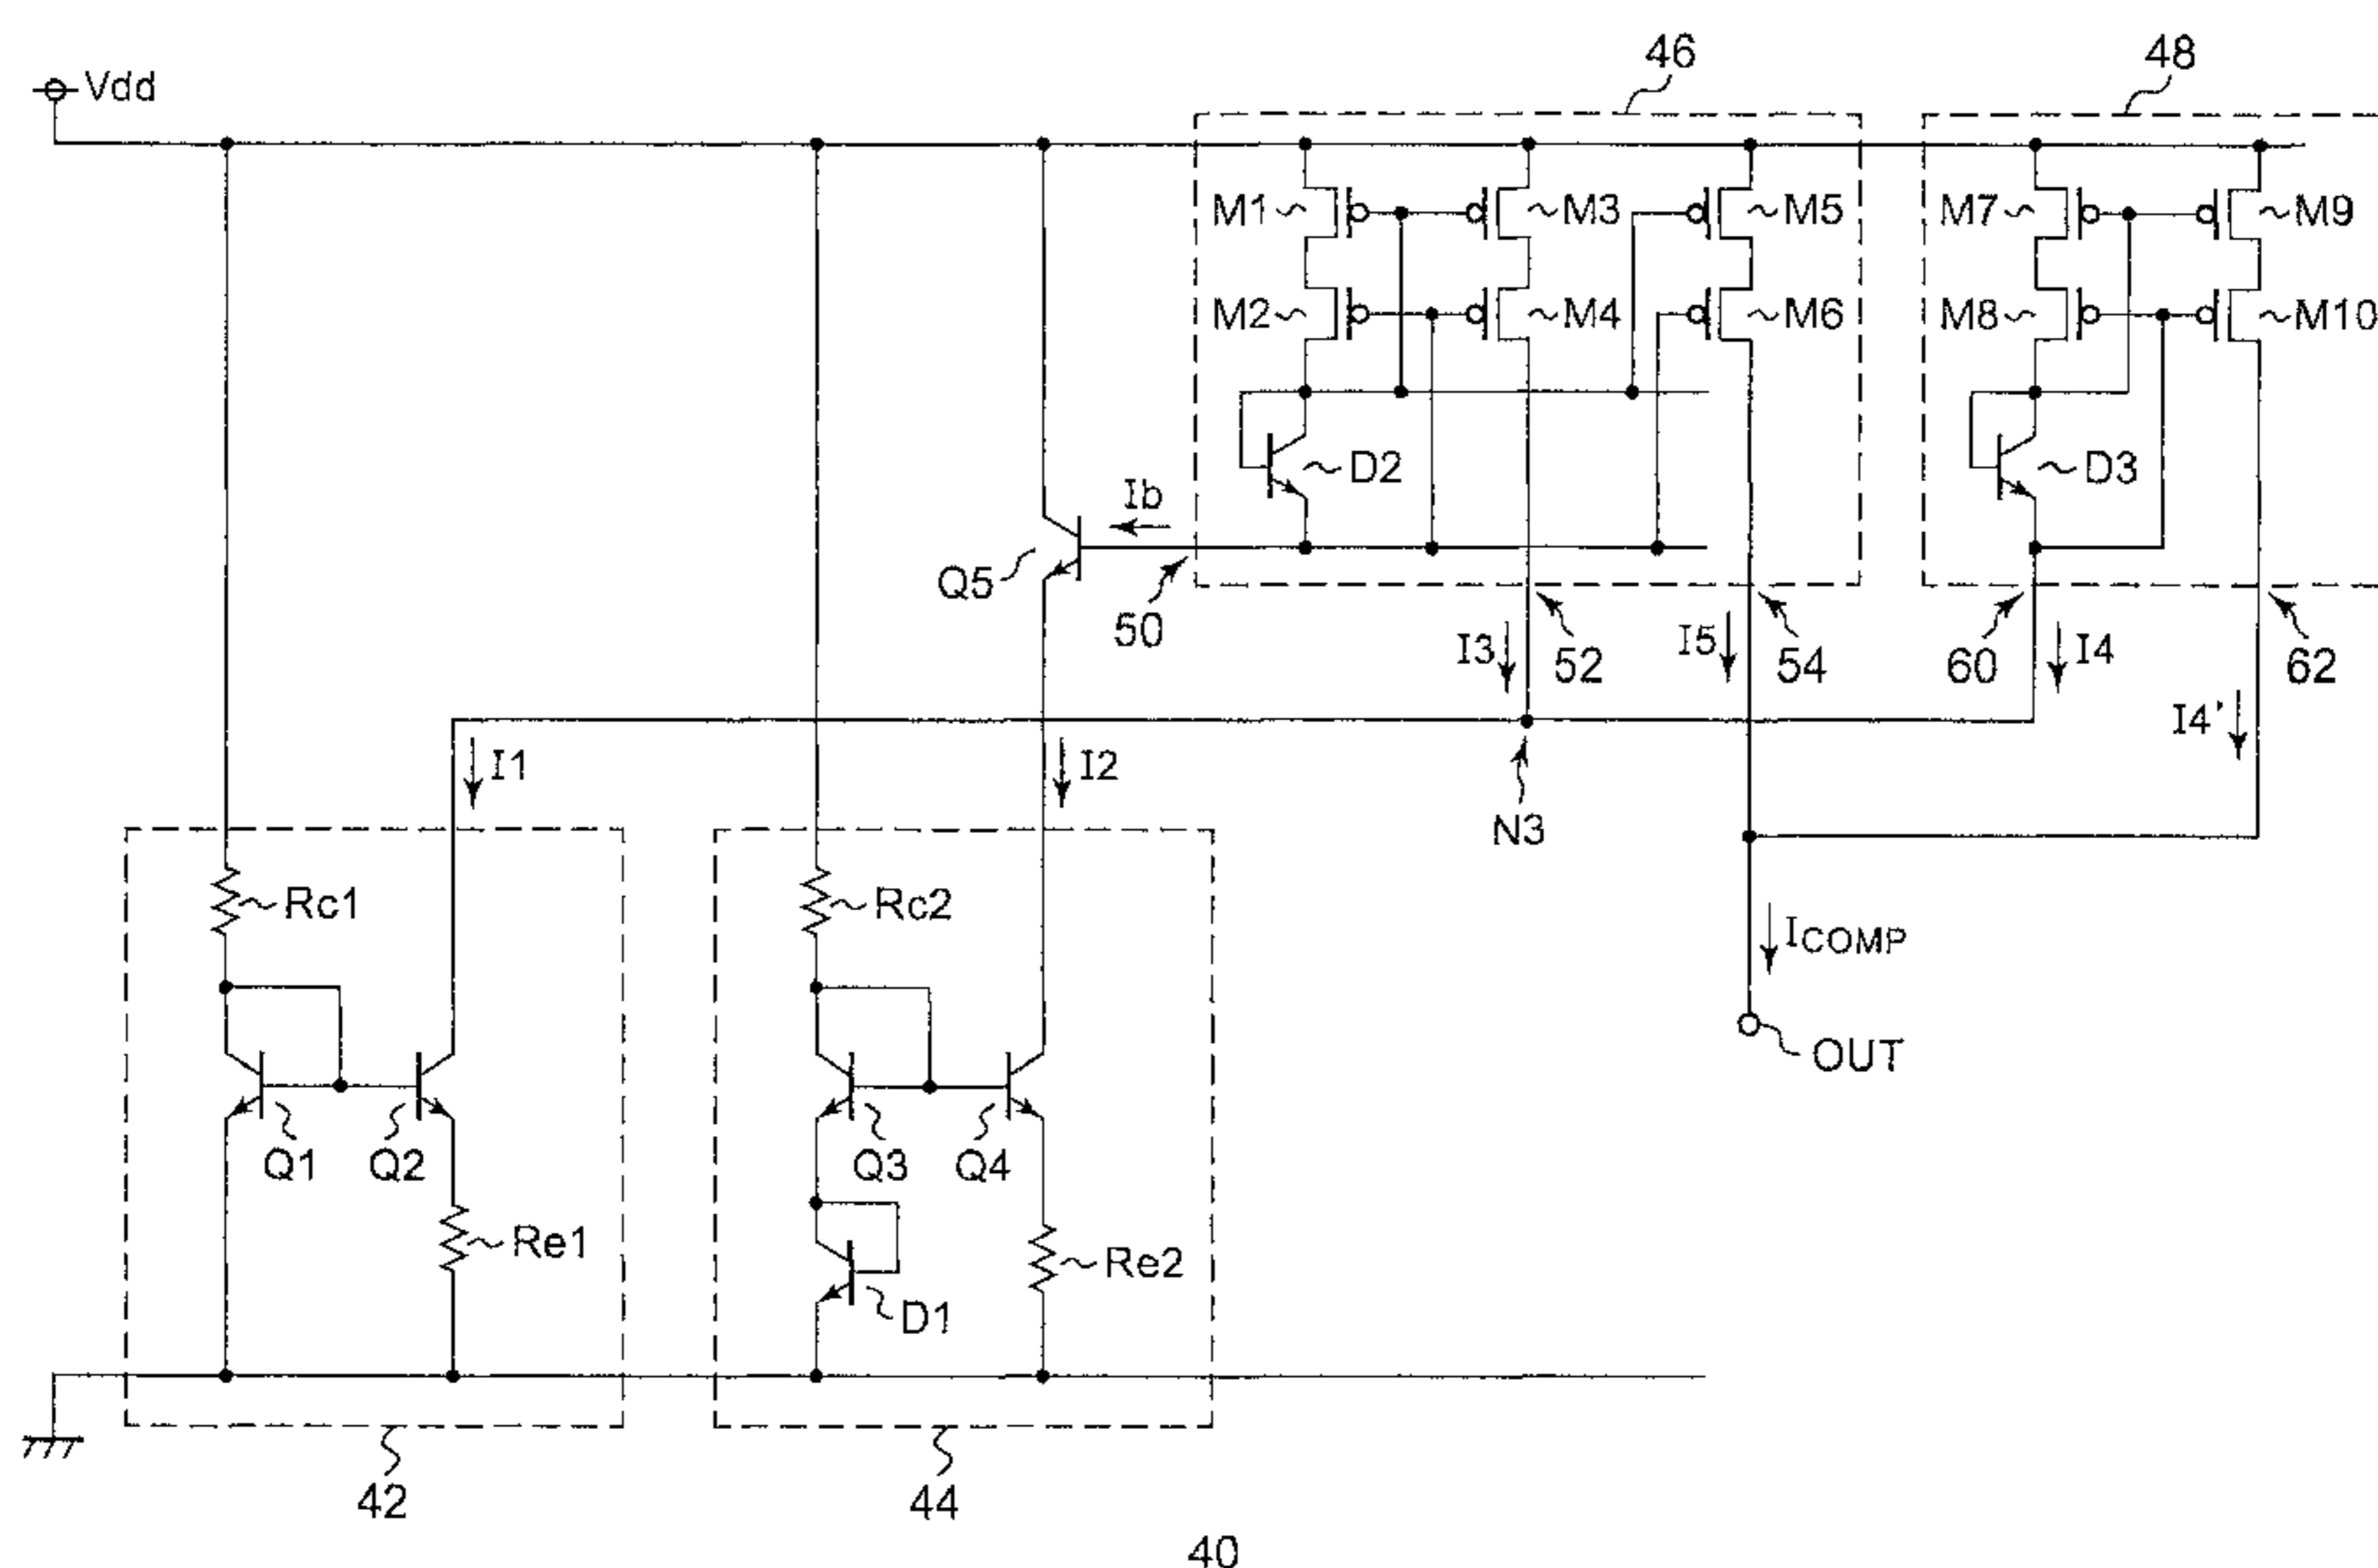 46
48
Vdd
M1
M3
M5
M7
M9
M2
M4
M6
M8
M10
D2
D3
Ib
Q5
50
I3
52
I5
54
60
I4
62
I4'
I1
I2
N3
Rc1
Rc2
ICOMP
OUT
Q1
Q2
Q3
Q4
Re1
Re2
D1
42
44
40